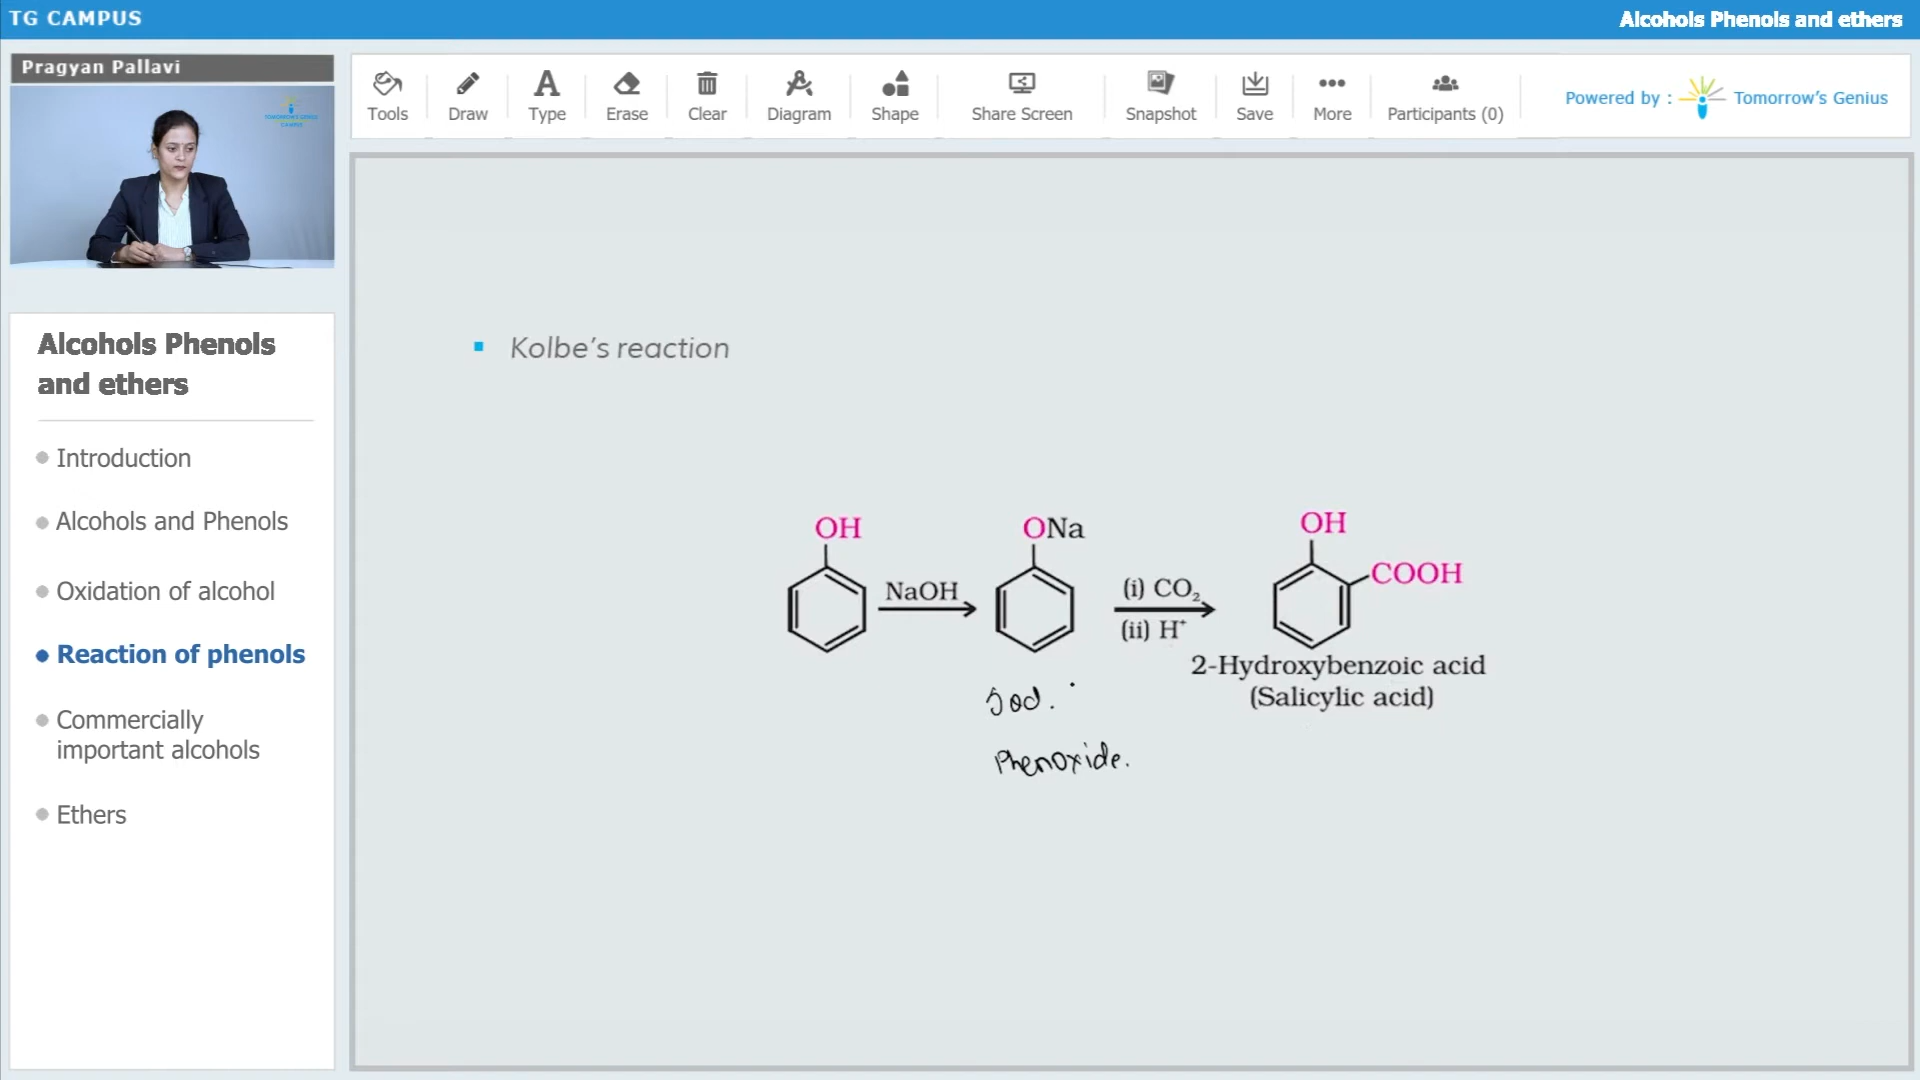 TG CAMPUS
Alcohols Phenols and ethers
Pragyan Pallavi
TOMORROW'S GENIUS
CAMPUS
Tools
Draw
Type
Erase
Clear
Diagram
Shape
Share Screen
Snapshot
Save
More
Participants (0)
Powered by :
Tomorrow's Genius
Alcohols Phenols
and ethers
Introduction
Alcohols and Phenols
Oxidation of alcohol
Reaction of phenols
Commercially
important alcohols
Ethers
Kolbe's reaction
OH
NaOH
ONa
(i) CO₂
(ii) H⁺
OH
COOH
2-Hydroxybenzoic acid
(Salicylic acid)
Sod.
Phenoxide.